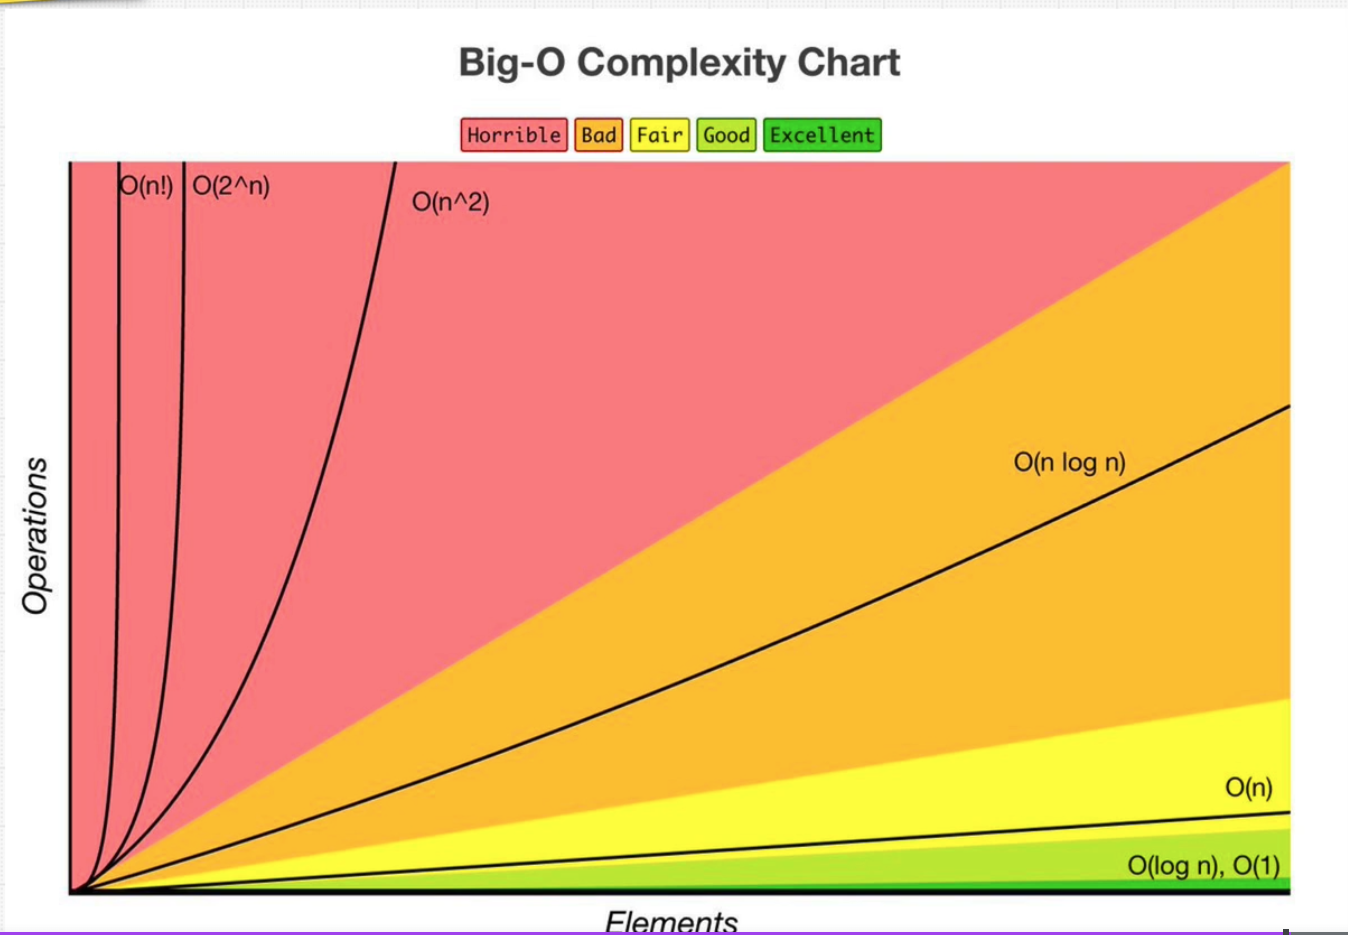 Big-O Complexity Chart
Horrible Bad Fair Good Excellent
O(n!) O(2^n)
O(n^2)
O(n log n)
Operations
O(n)
O(log n), O(1)
Elements